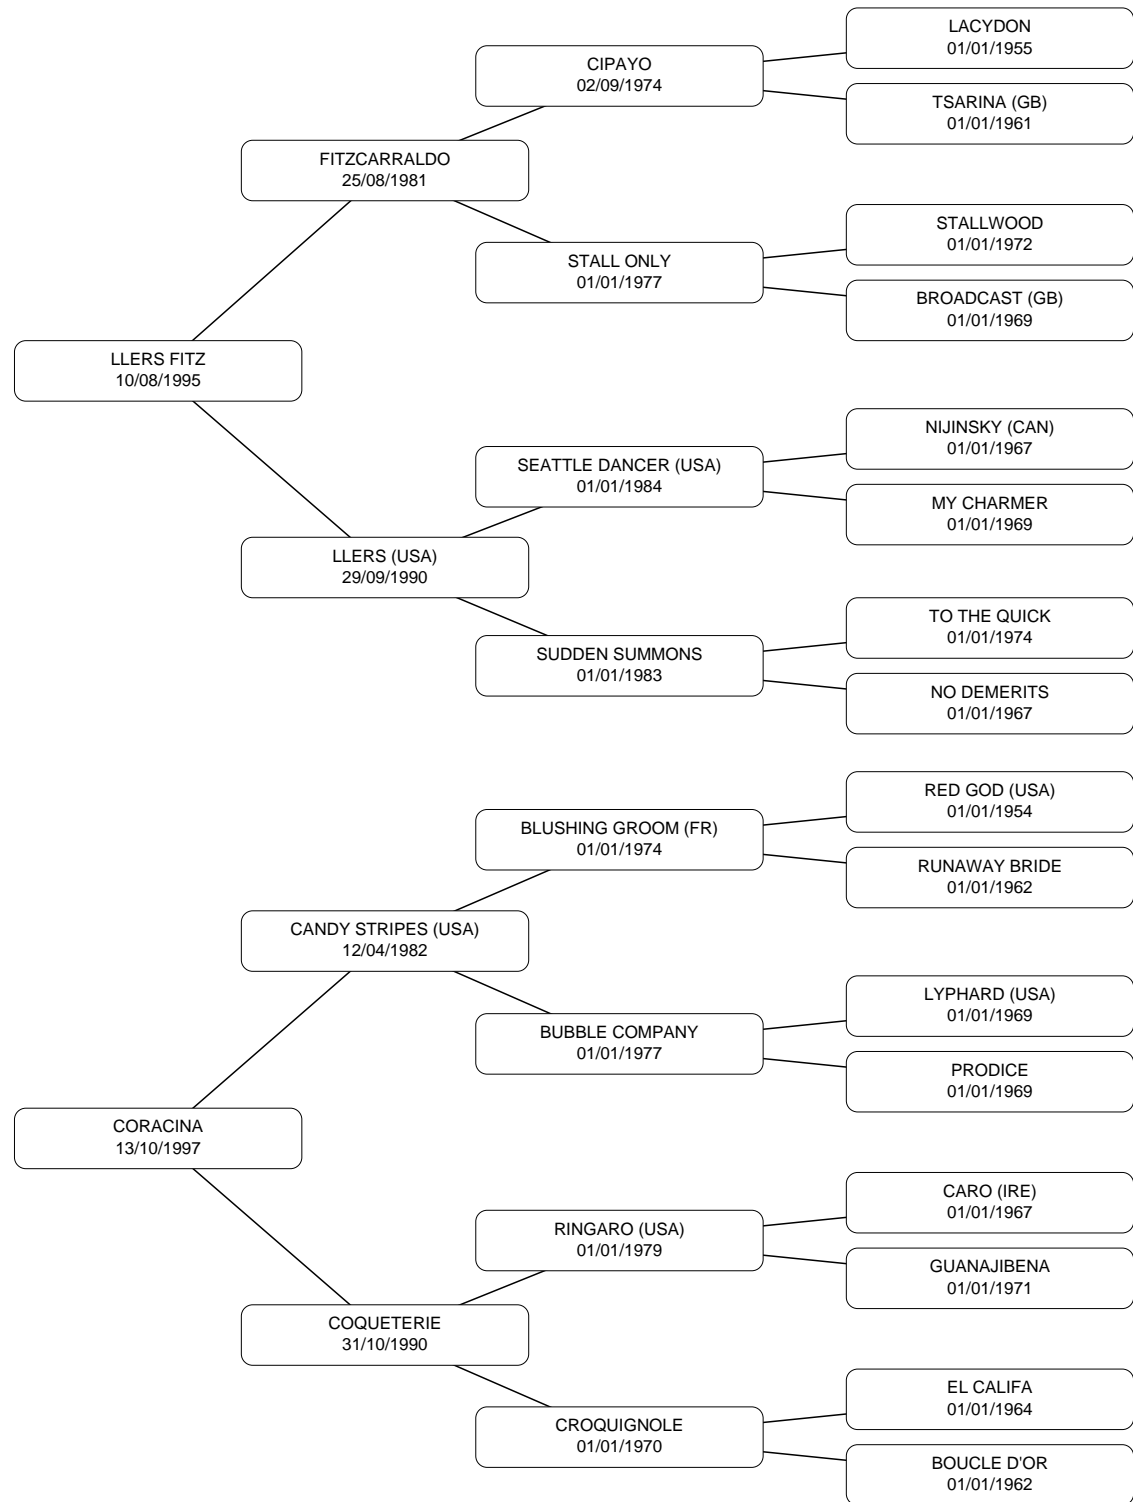 LACYDON
01/01/1955
CIPAYO
02/09/1974
TSARINA (GB)
01/01/1961
FITZCARRALDO
25/08/1981
STALLWOOD
01/01/1972
STALL ONLY
01/01/1977
BROADCAST (GB)
01/01/1969
LLERS FITZ
10/08/1995
NIJINSKY (CAN)
01/01/1967
SEATTLE DANCER (USA)
01/01/1984
MY CHARMER
01/01/1969
LLERS (USA)
29/09/1990
TO THE QUICK
01/01/1974
SUDDEN SUMMONS
01/01/1983
NO DEMERITS
01/01/1967
RED GOD (USA)
01/01/1954
BLUSHING GROOM (FR)
01/01/1974
RUNAWAY BRIDE
01/01/1962
CANDY STRIPES (USA)
12/04/1982
LYPHARD (USA)
01/01/1969
BUBBLE COMPANY
01/01/1977
PRODICE
01/01/1969
CORACINA
13/10/1997
CARO (IRE)
01/01/1967
RINGARO (USA)
01/01/1979
GUANAJIBENA
01/01/1971
COQUETERIE
31/10/1990
EL CALIFA
01/01/1964
CROQUIGNOLE
01/01/1970
BOUCLE D'OR
01/01/1962